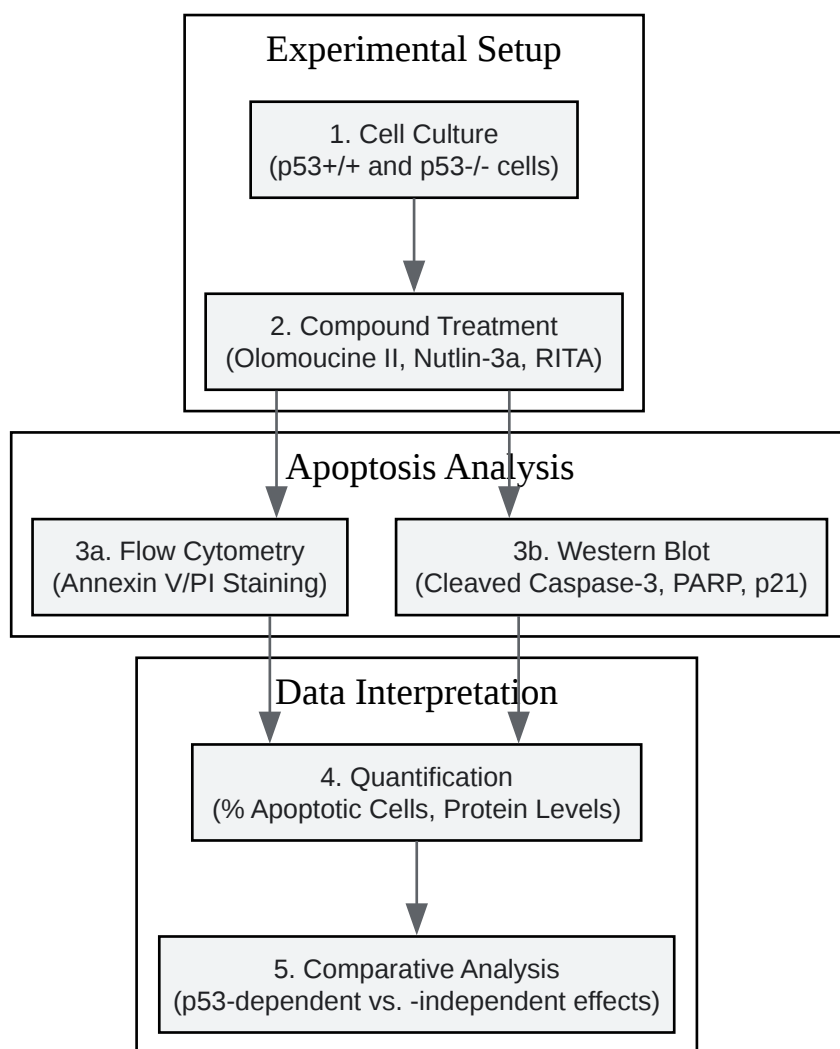 Experimental Setup
1. Cell Culture
(p53+/+ and p53-/- cells)
2. Compound Treatment
(Olomoucine II, Nutlin-3a, RITA)
Apoptosis Analysis
3a. Flow Cytometry
(Annexin V/PI Staining)
3b. Western Blot
(Cleaved Caspase-3, PARP, p21)
Data Interpretation
4. Quantification
(% Apoptotic Cells, Protein Levels)
5. Comparative Analysis
(p53-dependent vs. -independent effects)